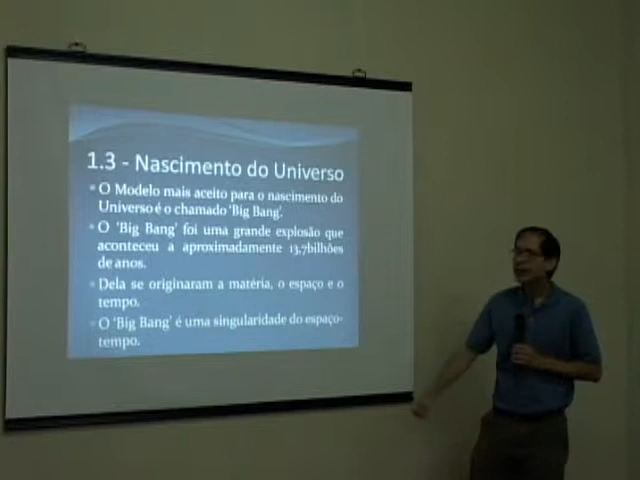 1.3 - Nascimento do Universo
O Modelo mais aceito para o nascimento do
Universo é o chamado 'Big Bang'.
O 'Big Bang' foi uma grande explosão que
aconteceu a aproximadamente 13,7bilhões
de anos.
Dela se originaram a matéria, o espaço e o
tempo.
O 'Big Bang' é uma singularidade do espaço-
tempo.